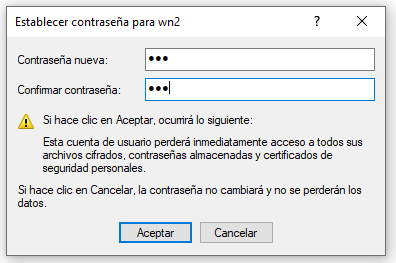 Establecer contraseña para wn2
Contraseña nueva:
Confirmar contraseña:
Si hace clic en Aceptar, ocurrirá lo siguiente:
Esta cuenta de usuario perderá inmediatamente acceso a todos sus
archivos cifrados, contraseñas almacenadas y certificados de
seguridad personales.
Si hace clic en Cancelar, la contraseña no cambiará y no se perderán los
datos.
Aceptar Cancelar